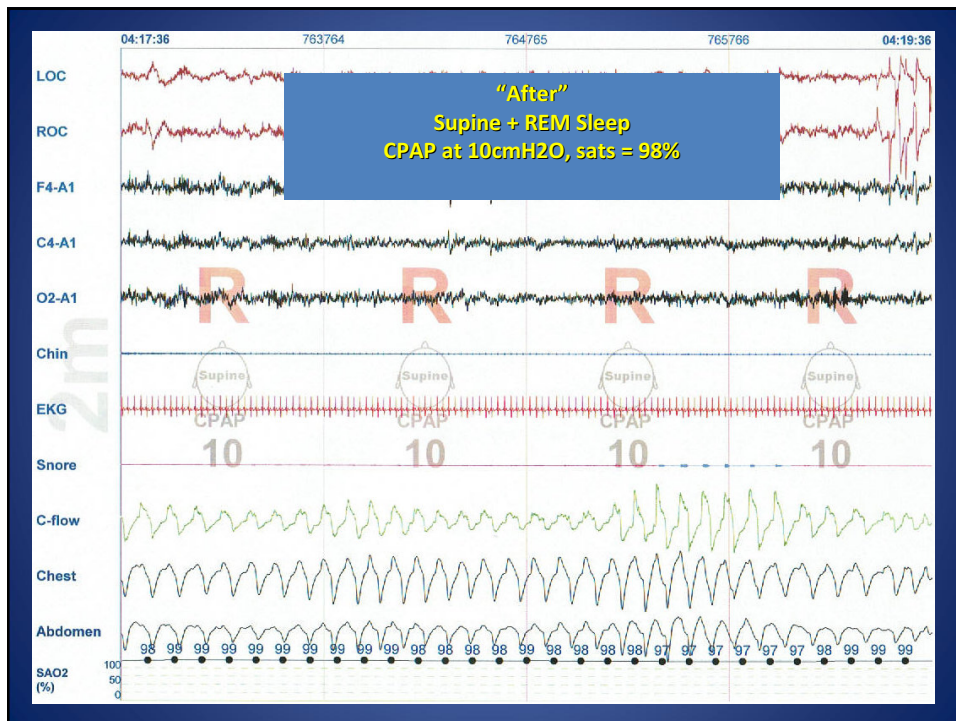 04:17:36 763764 764765 765766 04:19:36
LOC
“After”
Supine + REM Sleep
ROC
CPAP at 10cmH2O, sats = 98%
F4-A1
C4-A1
O2-A1
R R R R
2m
Chin
Supine Supine Supine Supine
EKG
CPAP CPAP CPAP CPAP
10 10 10 10
Snore
C-flow
Chest
Abdomen
98 99 99 99 99 99 99 99 99 99 98 98 98 98 99 98 98 98 98 97 97 97 97 97 97 98 99 99 99
SAO2
(%)
100
50
0